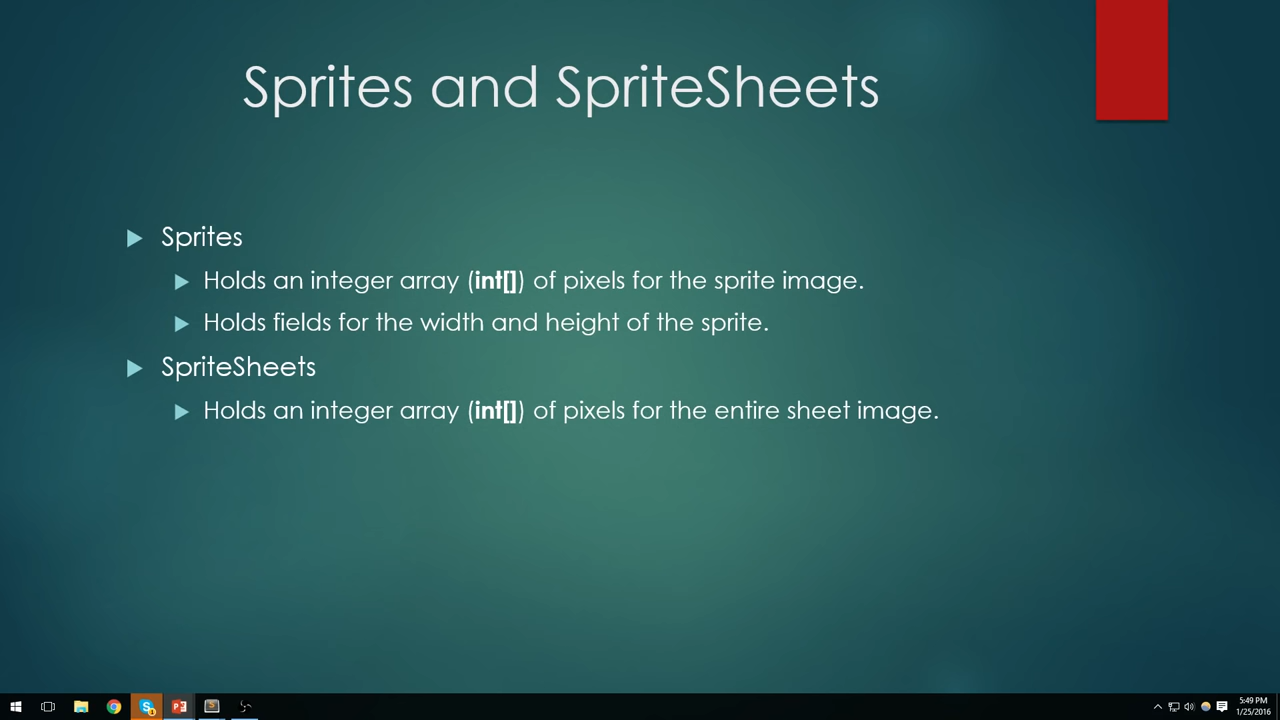 Sprites and SpriteSheets
Sprites
Holds an integer array (int[]) of pixels for the sprite image.
Holds fields for the width and height of the sprite.
SpriteSheets
Holds an integer array (int[]) of pixels for the entire sheet image.
5:49 PM
1/25/2016